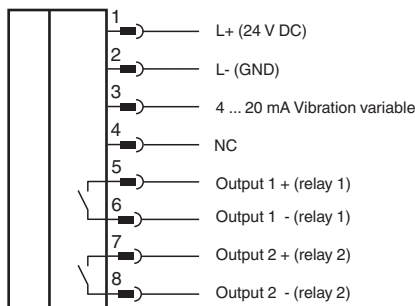 1 L+ (24 V DC)
2 L- (GND)
3 4 ... 20 mA Vibration variable
4 NC
5 Output 1 + (relay 1)
6 Output 1 - (relay 1)
7 Output 2 + (relay 2)
8 Output 2 - (relay 2)